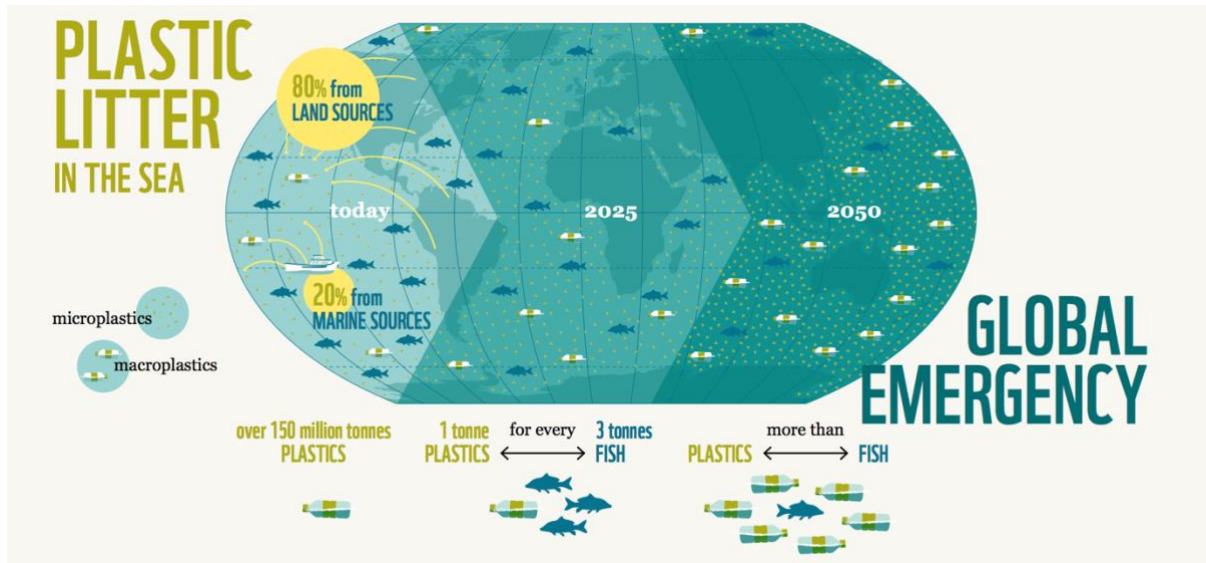 PLASTIC
LITTER
IN THE SEA
80% from
LAND SOURCES
today
2025
2050
20% from
MARINE SOURCES
microplastics
macroplastics
GLOBAL
EMERGENCY
over 150 million tonnes
PLASTICS
1 tonne
PLASTICS
for every
3 tonnes
FISH
PLASTICS
more than
FISH